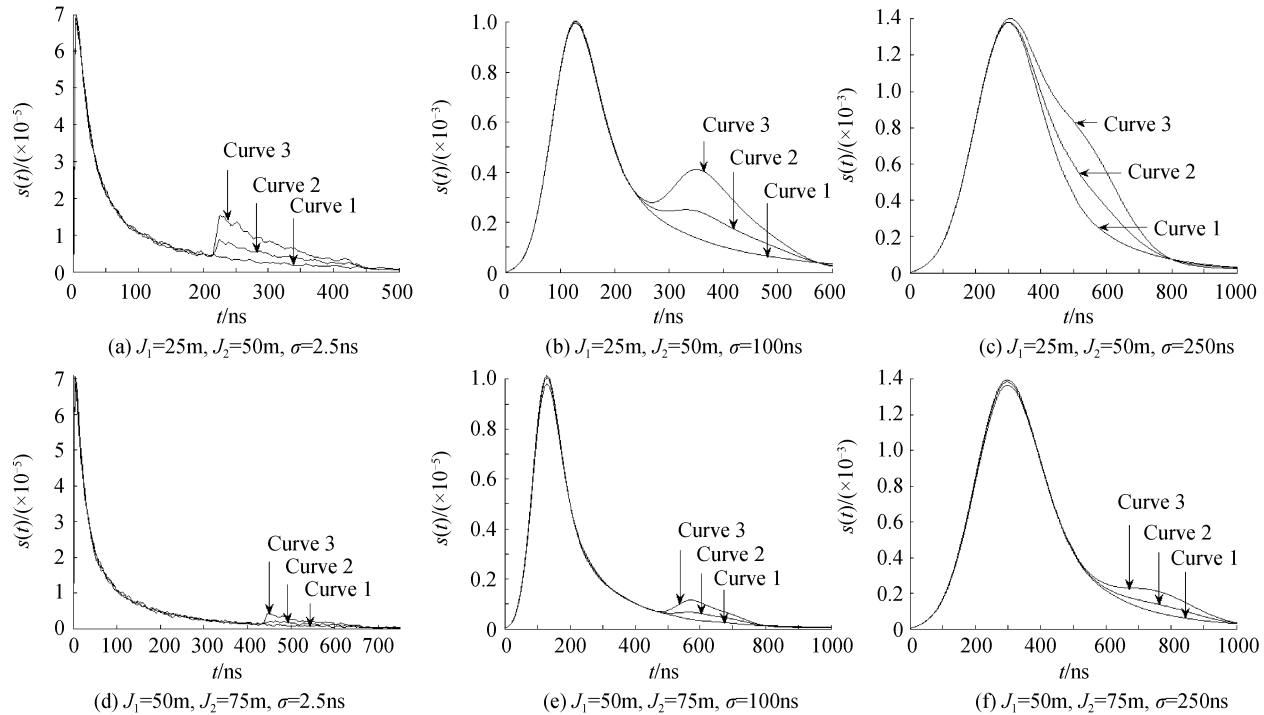 7
6
5
4
3
2
1
0
s(t)/(×10⁻⁵)
Curve 3
Curve 2
Curve 1
0 100 200 300 400 500
t/ns
(a) J₁=25m, J₂=50m, σ=2.5ns
1.0
0.8
0.6
0.4
0.2
0
s(t)/(×10⁻³)
Curve 3
Curve 2
Curve 1
0 100 200 300 400 500 600
t/ns
(b) J₁=25m, J₂=50m, σ=100ns
1.4
1.2
1.0
0.8
0.6
0.4
0.2
0
s(t)/(×10⁻³)
Curve 3
Curve 2
Curve 1
0 200 400 600 800 1000
t/ns
(c) J₁=25m, J₂=50m, σ=250ns
7
6
5
4
3
2
1
0
s(t)/(×10⁻⁵)
Curve 3
Curve 2
Curve 1
0 100 200 300 400 500 600 700
t/ns
(d) J₁=50m, J₂=75m, σ=2.5ns
1.0
0.8
0.6
0.4
0.2
0
s(t)/(×10⁻⁵)
Curve 3
Curve 2
Curve 1
0 200 400 600 800 1000
t/ns
(e) J₁=50m, J₂=75m, σ=100ns
1.4
1.2
1.0
0.8
0.6
0.4
0.2
0
s(t)/(×10⁻³)
Curve 3
Curve 2
Curve 1
0 200 400 600 800 1000
t/ns
(f) J₁=50m, J₂=75m, σ=250ns